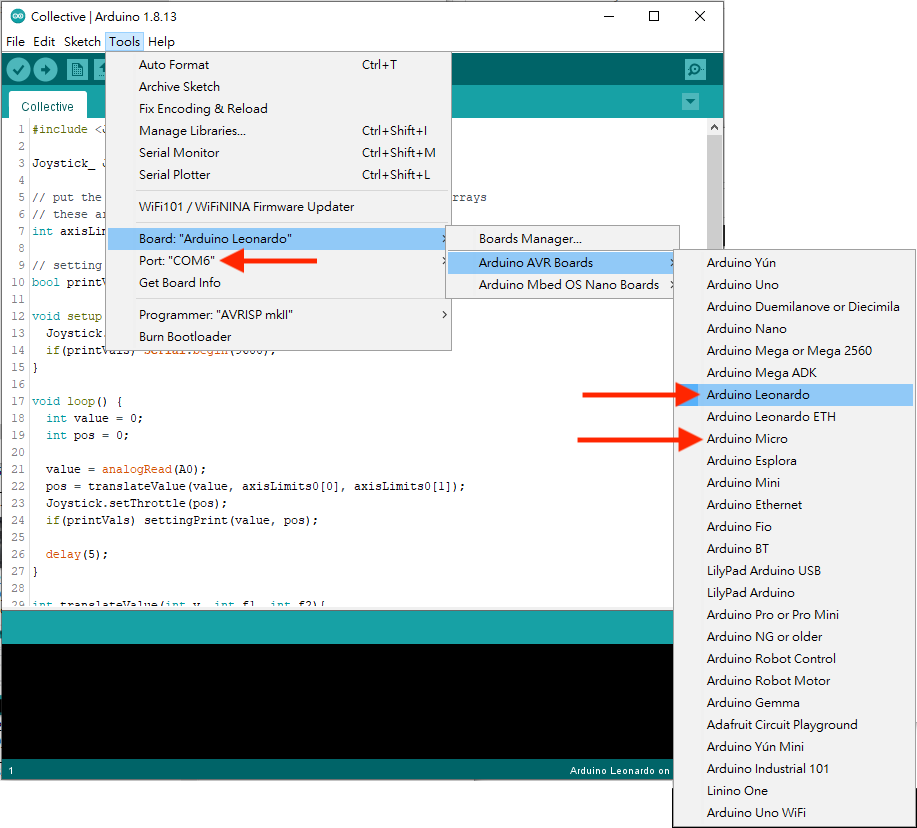 Collective | Arduino 1.8.13
File Edit Sketch Tools Help
Auto Format Ctrl+T
Archive Sketch
Fix Encoding & Reload
Manage Libraries... Ctrl+Shift+I
Serial Monitor Ctrl+Shift+M
Serial Plotter Ctrl+Shift+L
WiFi101 / WiFiNINA Firmware Updater
Board: "Arduino Leonardo"
Port: "COM6"
Get Board Info
Programmer: "AVRISP mkII"
Burn Bootloader
Boards Manager...
Arduino AVR Boards
Arduino Mbed OS Nano Boards
Arduino Yún
Arduino Uno
Arduino Duemilanove or Diecimila
Arduino Nano
Arduino Mega or Mega 2560
Arduino Mega ADK
Arduino Leonardo
Arduino Leonardo ETH
Arduino Micro
Arduino Esplora
Arduino Mini
Arduino Ethernet
Arduino Fio
Arduino BT
LilyPad Arduino USB
LilyPad Arduino
Arduino Pro or Pro Mini
Arduino NG or older
Arduino Robot Control
Arduino Robot Motor
Arduino Gemma
Adafruit Circuit Playground
Arduino Yún Mini
Arduino Industrial 101
Linino One
Arduino Uno WiFi
Collective
1 #include <J
2
3 Joystick_ J
4
5 // put the rrays
6 // these ar
7 int axisLim
8
9 // setting
10 bool printV
11
12 void setup
13 Joystick.
14 if(printVals) Serial.begin(9600);
15 }
16
17 void loop() {
18 int value = 0;
19 int pos = 0;
20
21 value = analogRead(A0);
22 pos = translateValue(value, axisLimits0[0], axisLimits0[1]);
23 Joystick.setThrottle(pos);
24 if(printVals) settingPrint(value, pos);
25
26 delay(5);
27 }
28
29 int translateValue(int v, int f1, int f2){
1 Arduino Leonardo on